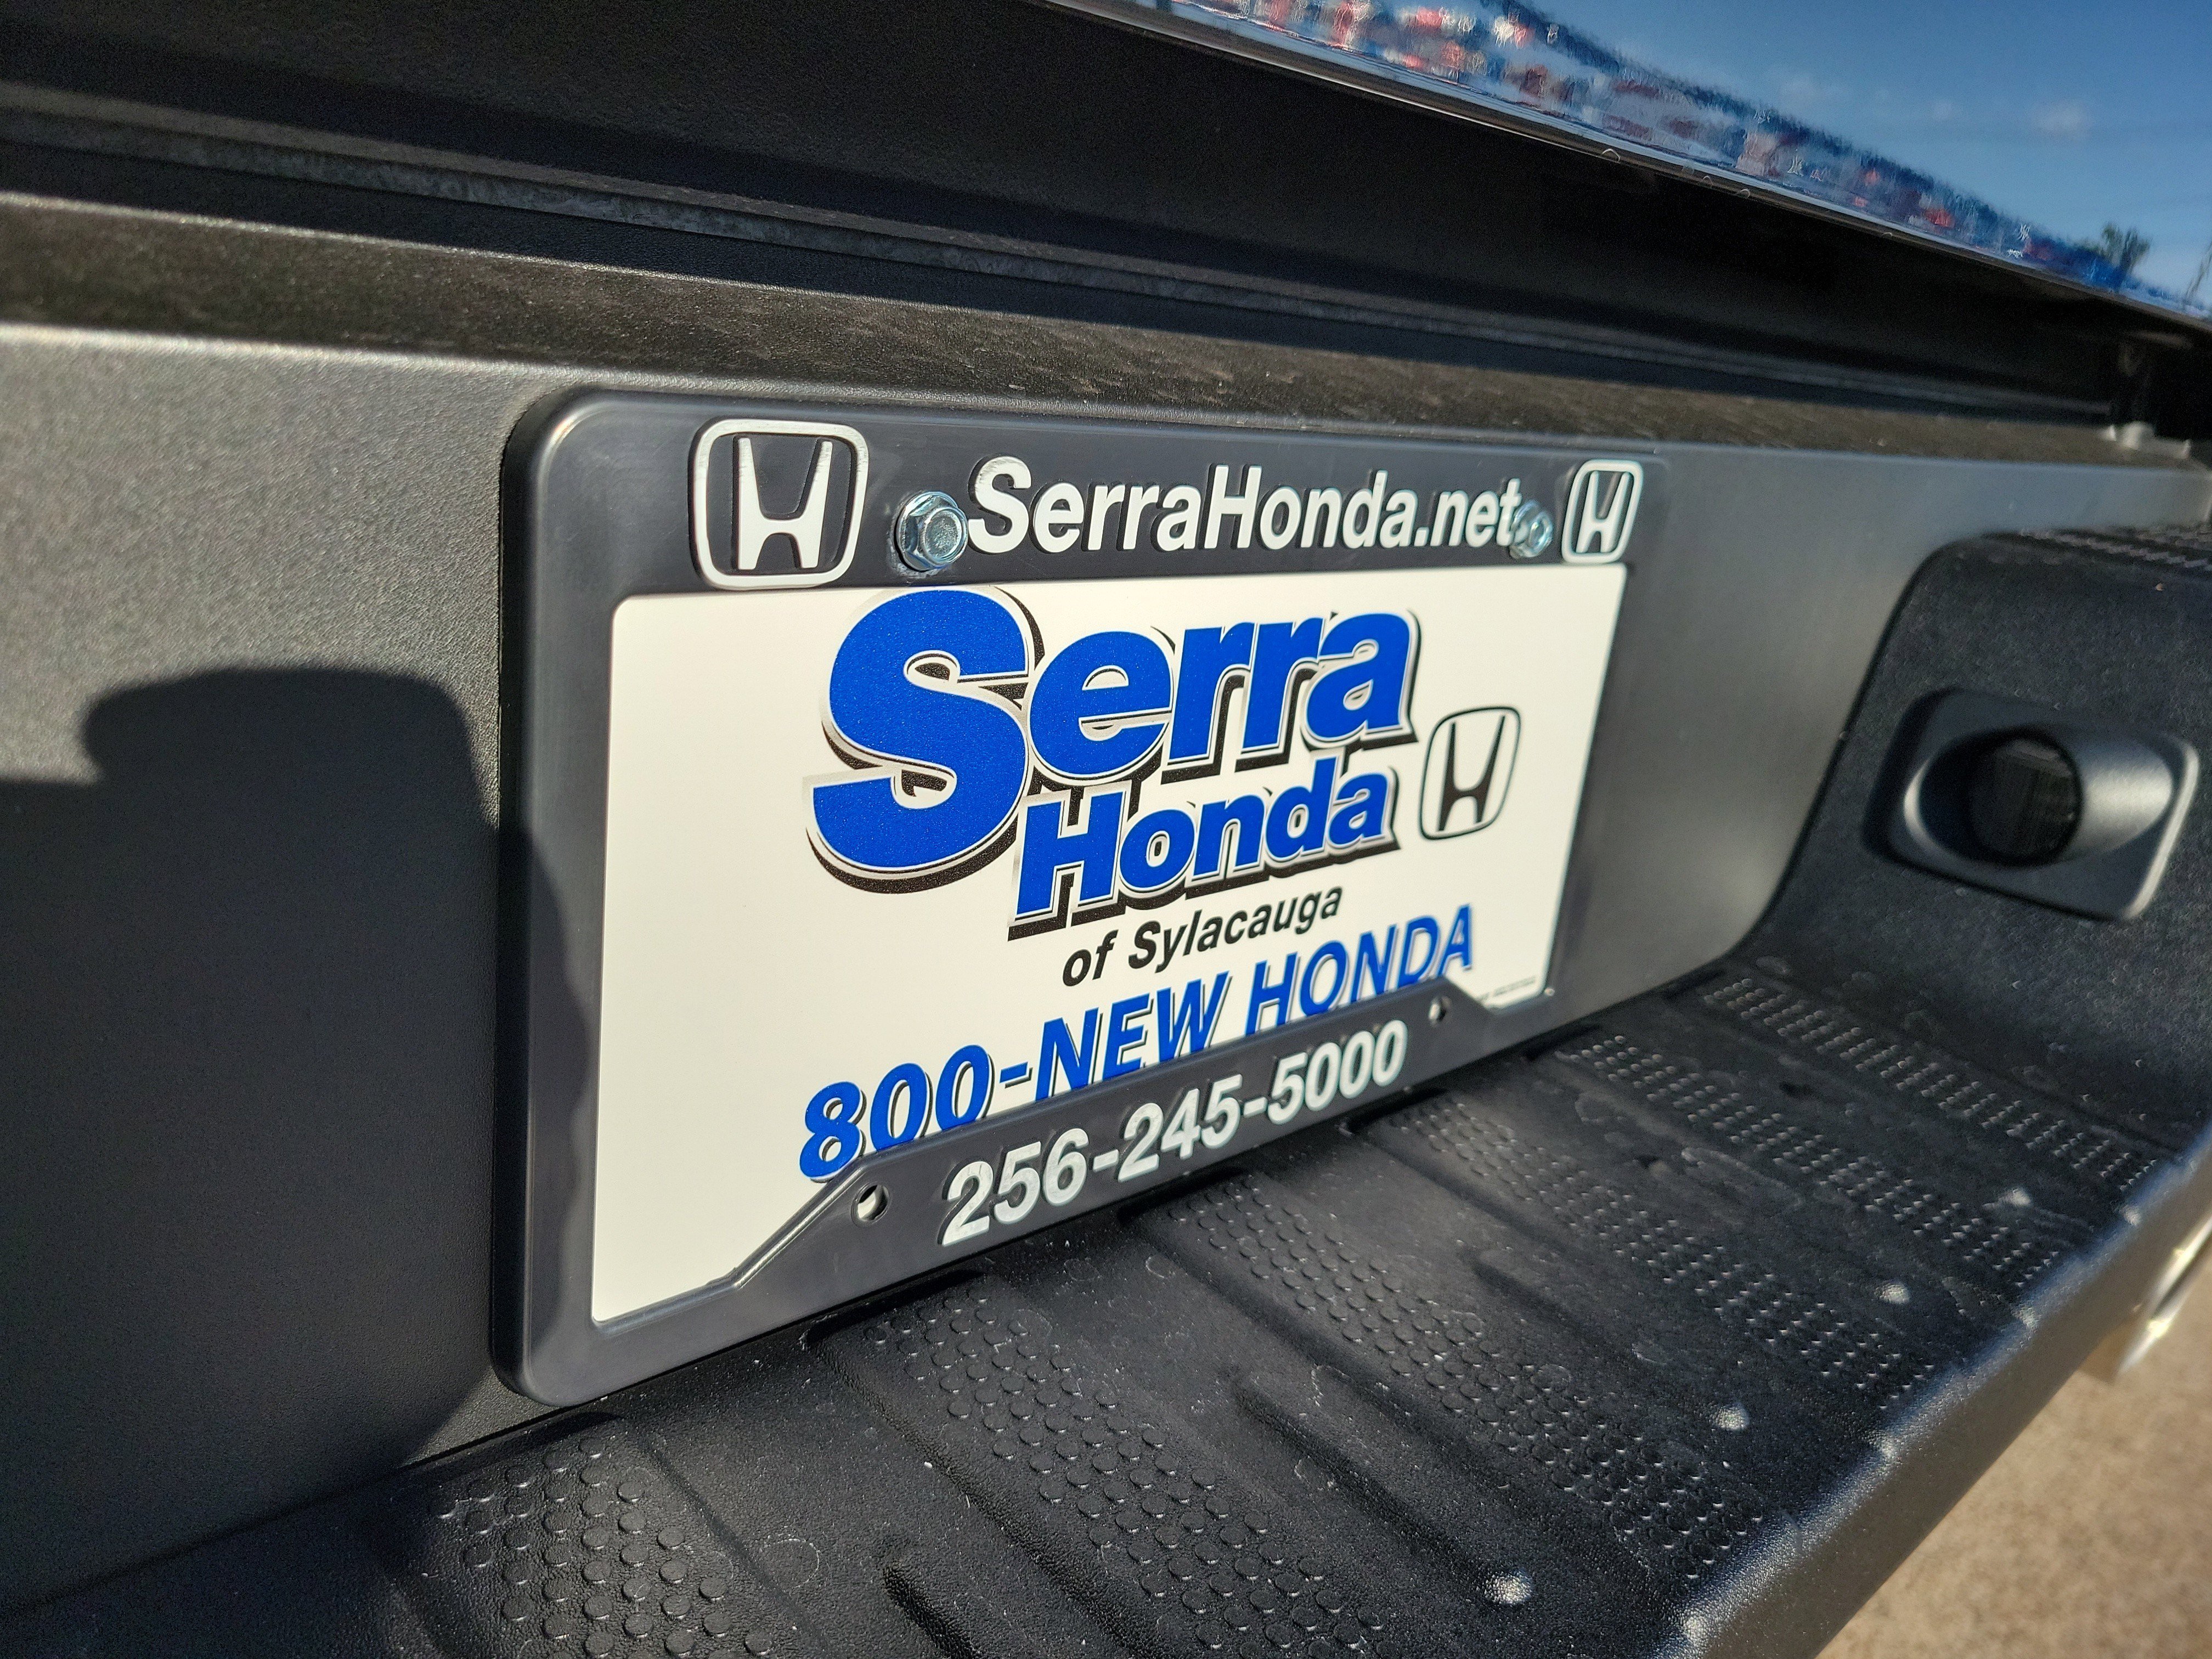 SerraHonda.net
Serra
Honda
of Sylacauga
800-NEW HONDA
256-245-5000